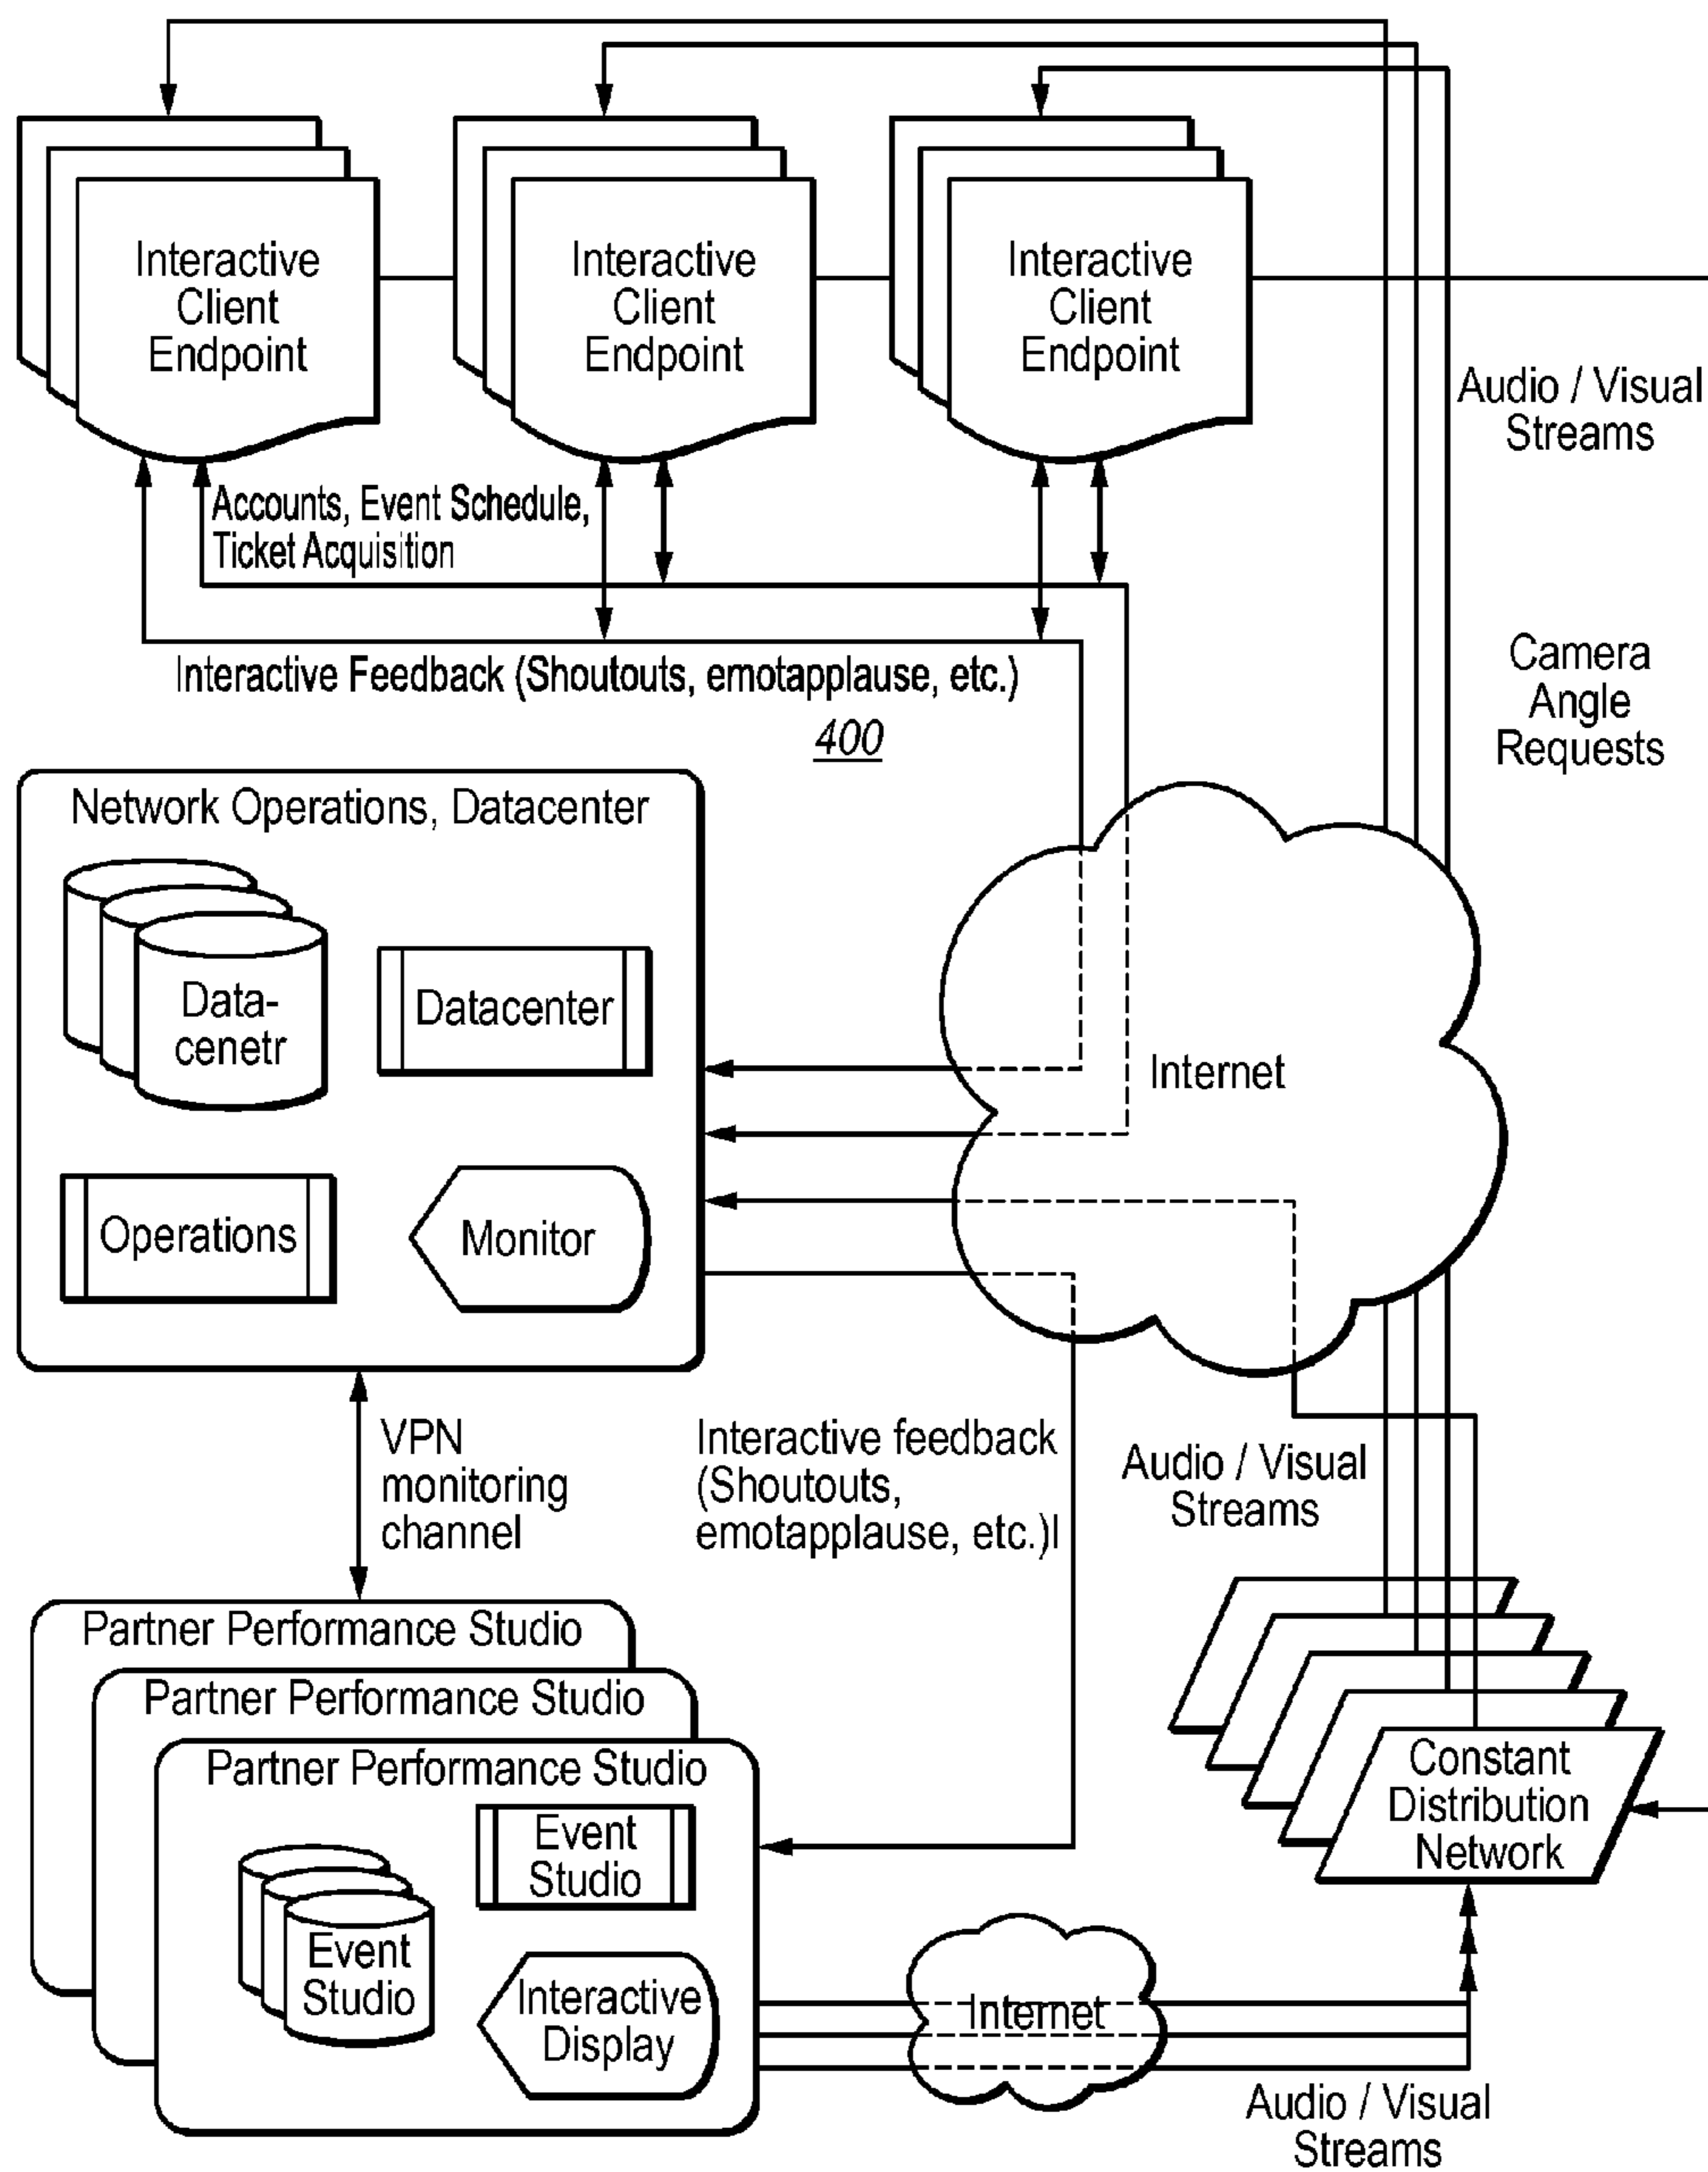 Interactive
Client
Endpoint
Interactive
Client
Endpoint
Interactive
Client
Endpoint
Audio / Visual
Streams
Accounts, Event Schedule,
Ticket Acquisition
Interactive Feedback (Shoutouts, emotapplause, etc.)
400
Camera
Angle
Requests
Network Operations, Datacenter
Data-
cenetr
Datacenter
Operations
Monitor
Internet
VPN
monitoring
channel
Interactive feedback
(Shoutouts,
emotapplause, etc.)l
Audio / Visual
Streams
Partner Performance Studio
Partner Performance Studio
Partner Performance Studio
Event
Studio
Event
Studio
Interactive
Display
Internet
Constant
Distribution
Network
Audio / Visual
Streams